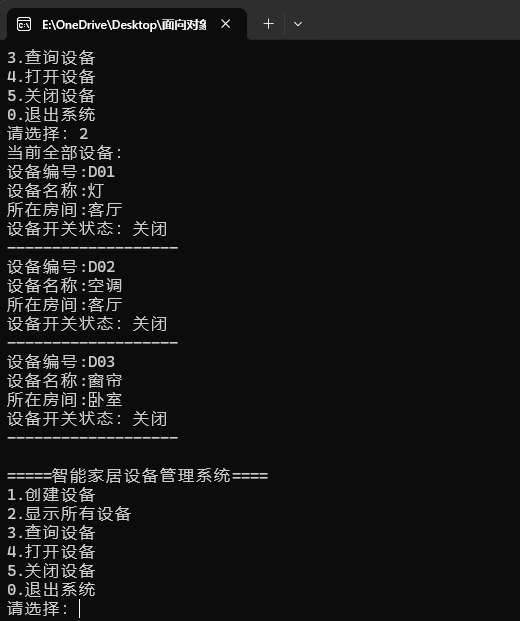 E:\OneDrive\Desktop\面向对象
3.查询设备
4.打开设备
5.关闭设备
0.退出系统
请选择: 2
当前全部设备:
设备编号:D01
设备名称:灯
所在房间:客厅
设备开关状态: 关闭
-------------------
设备编号:D02
设备名称:空调
所在房间:客厅
设备开关状态: 关闭
-------------------
设备编号:D03
设备名称:窗帘
所在房间:卧室
设备开关状态: 关闭
-------------------
=====智能家居设备管理系统====
1.创建设备
2.显示所有设备
3.查询设备
4.打开设备
5.关闭设备
0.退出系统
请选择: